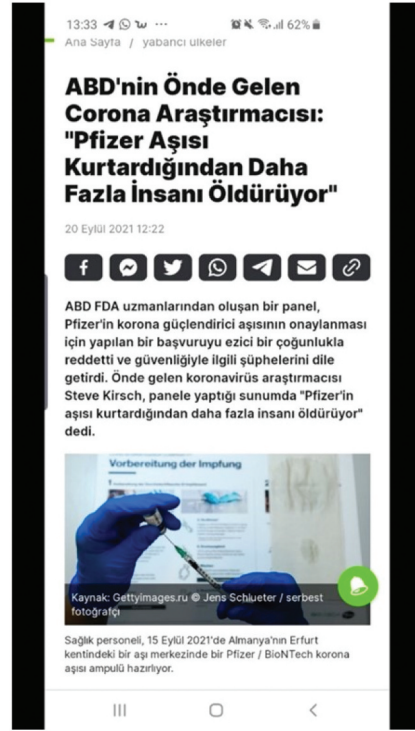 13:33 62%
Ana Sayfa / yabancı ülkeler
ABD'nin Önde Gelen
Corona Araştırmacısı:
"Pfizer Aşısı
Kurtardığından Daha
Fazla İnsanı Öldürüyor"
20 Eylül 2021 12:22
ABD FDA uzmanlarından oluşan bir panel,
Pfizer'in korona güçlendirici aşısının onaylanması
için yapılan bir başvuruyu ezici bir çoğunlukla
reddetti ve güvenliğiyle ilgili şüphelerini dile
getirdi. Önde gelen koronavirüs araştırmacısı
Steve Kirsch, panele yaptığı sunumda "Pfizer'in
aşısı kurtardığından daha fazla insanı öldürüyor"
dedi.
Vorbereitung der Impfung
Kaynak: Gettyimages.ru © Jens Schlueter / serbest
fotoğrafçı
Sağlık personeli, 15 Eylül 2021'de Almanya'nın Erfurt
kentindeki bir aşı merkezinde bir Pfizer / BioNTech korona
aşısı ampulü hazırlıyor.